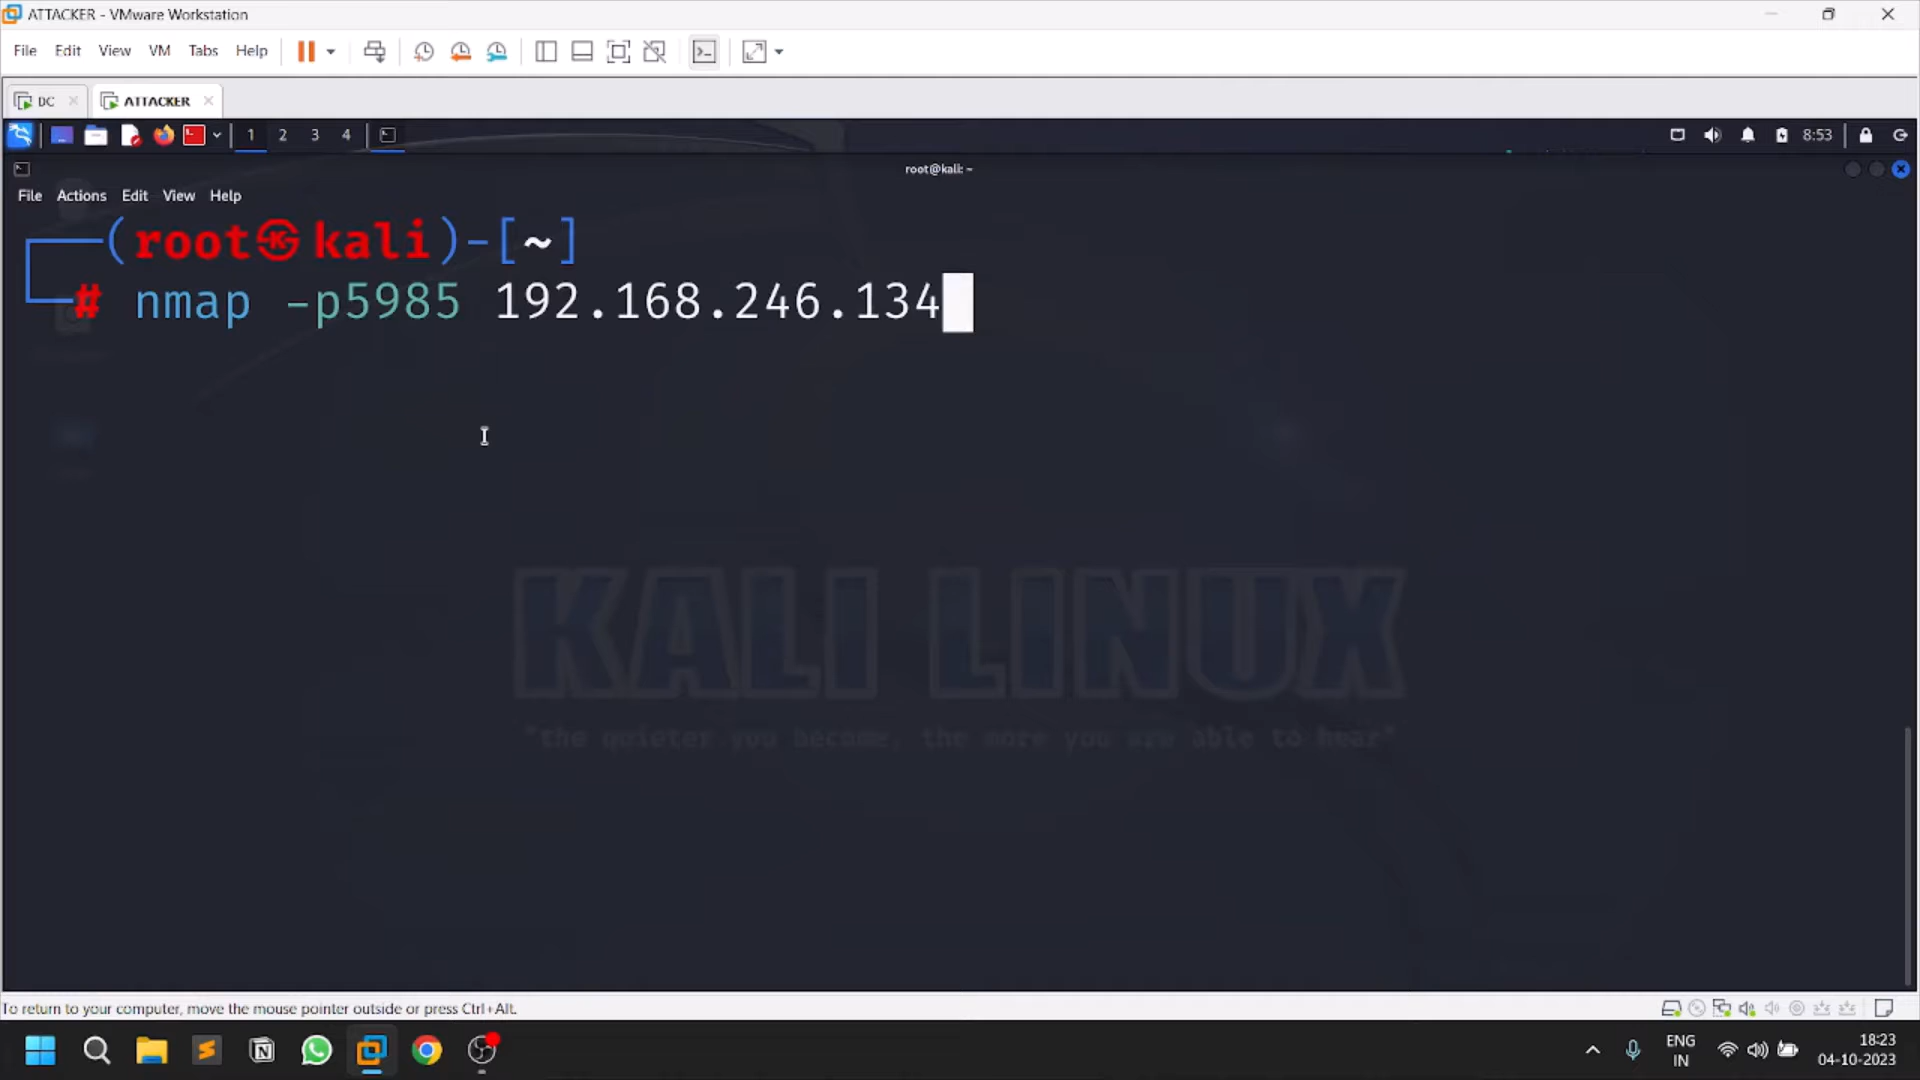 ATTACKER - VMware Workstation
File Edit View VM Tabs Help
DC ATTACKER
1 2 3 4 8:53
root@kali: ~
File Actions Edit View Help
(root㉿kali)-[~]
# nmap -p5985 192.168.246.134
KALI LINUX
"the quieter you become, the more you are able to hear"
To return to your computer, move the mouse pointer outside or press Ctrl+Alt.
ENG 18:23
IN 04-10-2023